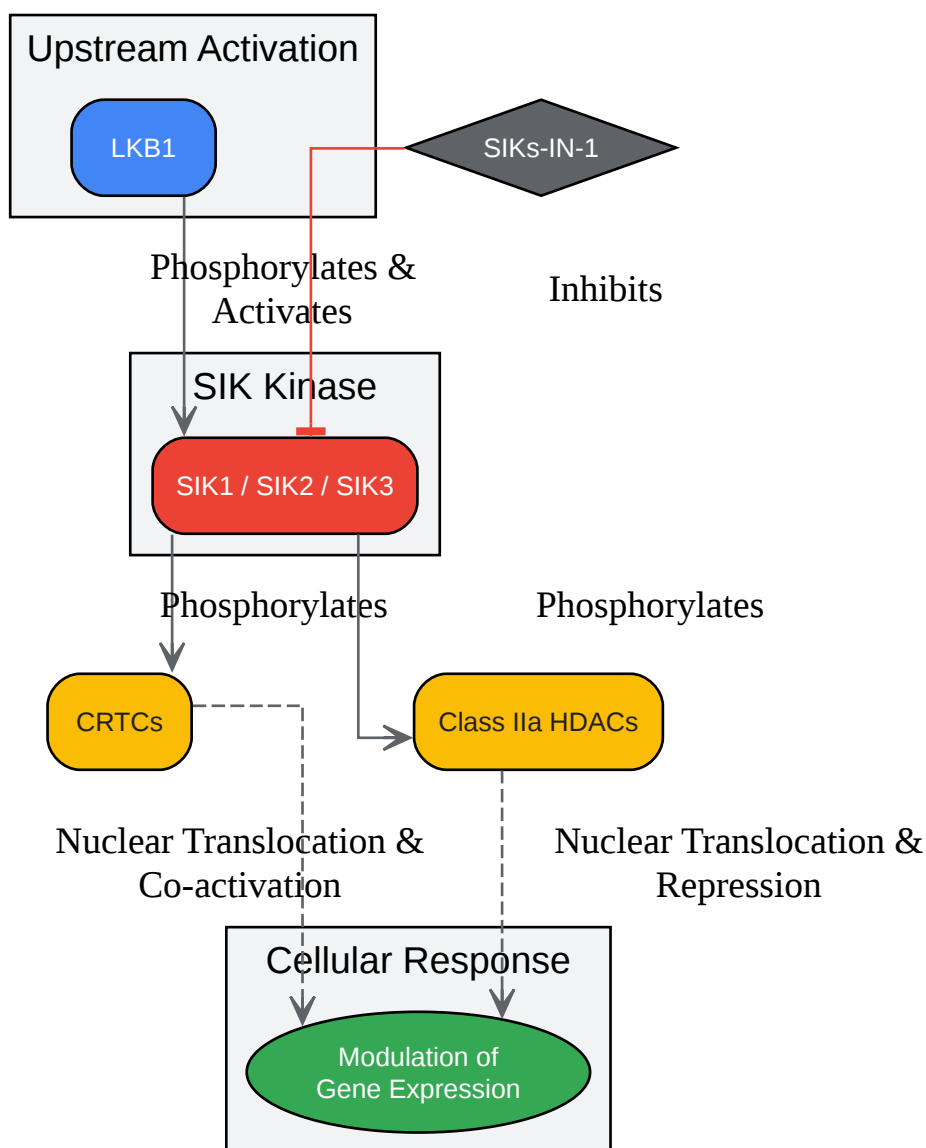 Upstream Activation
LKB1
SIKs-IN-1
Phosphorylates &
Activates
Inhibits
SIK Kinase
SIK1 / SIK2 / SIK3
Phosphorylates
Phosphorylates
CRTCs
Class IIa HDACs
Nuclear Translocation &
Co-activation
Nuclear Translocation &
Repression
Cellular Response
Modulation of
Gene Expression